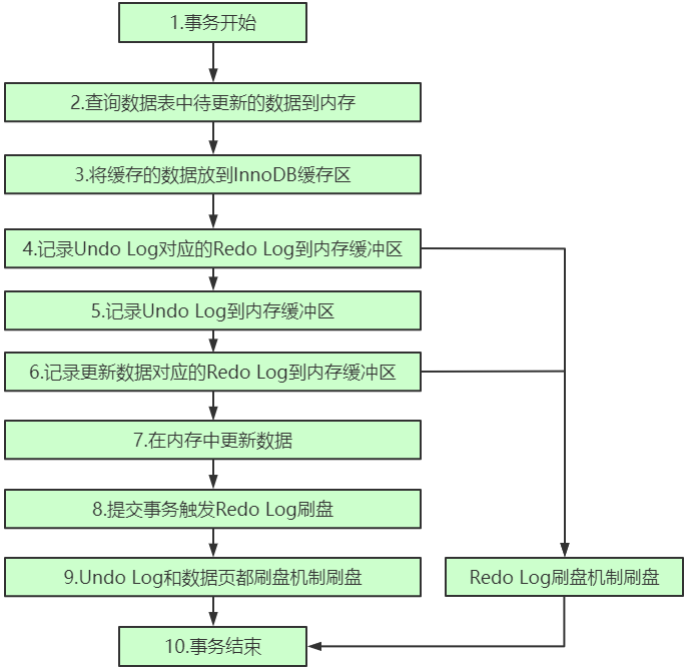 1.事务开始
2.查询数据表中待更新的数据到内存
3.将缓存的数据放到InnoDB缓存区
4.记录Undo Log对应的Redo Log到内存缓冲区
5.记录Undo Log到内存缓冲区
6.记录更新数据对应的Redo Log到内存缓冲区
7.在内存中更新数据
8.提交事务触发Redo Log刷盘
9.Undo Log和数据页都刷盘机制刷盘
Redo Log刷盘机制刷盘
10.事务结束